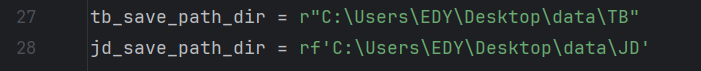 27 tb_save_path_dir = r"C:\Users\EDY\Desktop\data\TB"
28 jd_save_path_dir = rf'C:\Users\EDY\Desktop\data\JD'